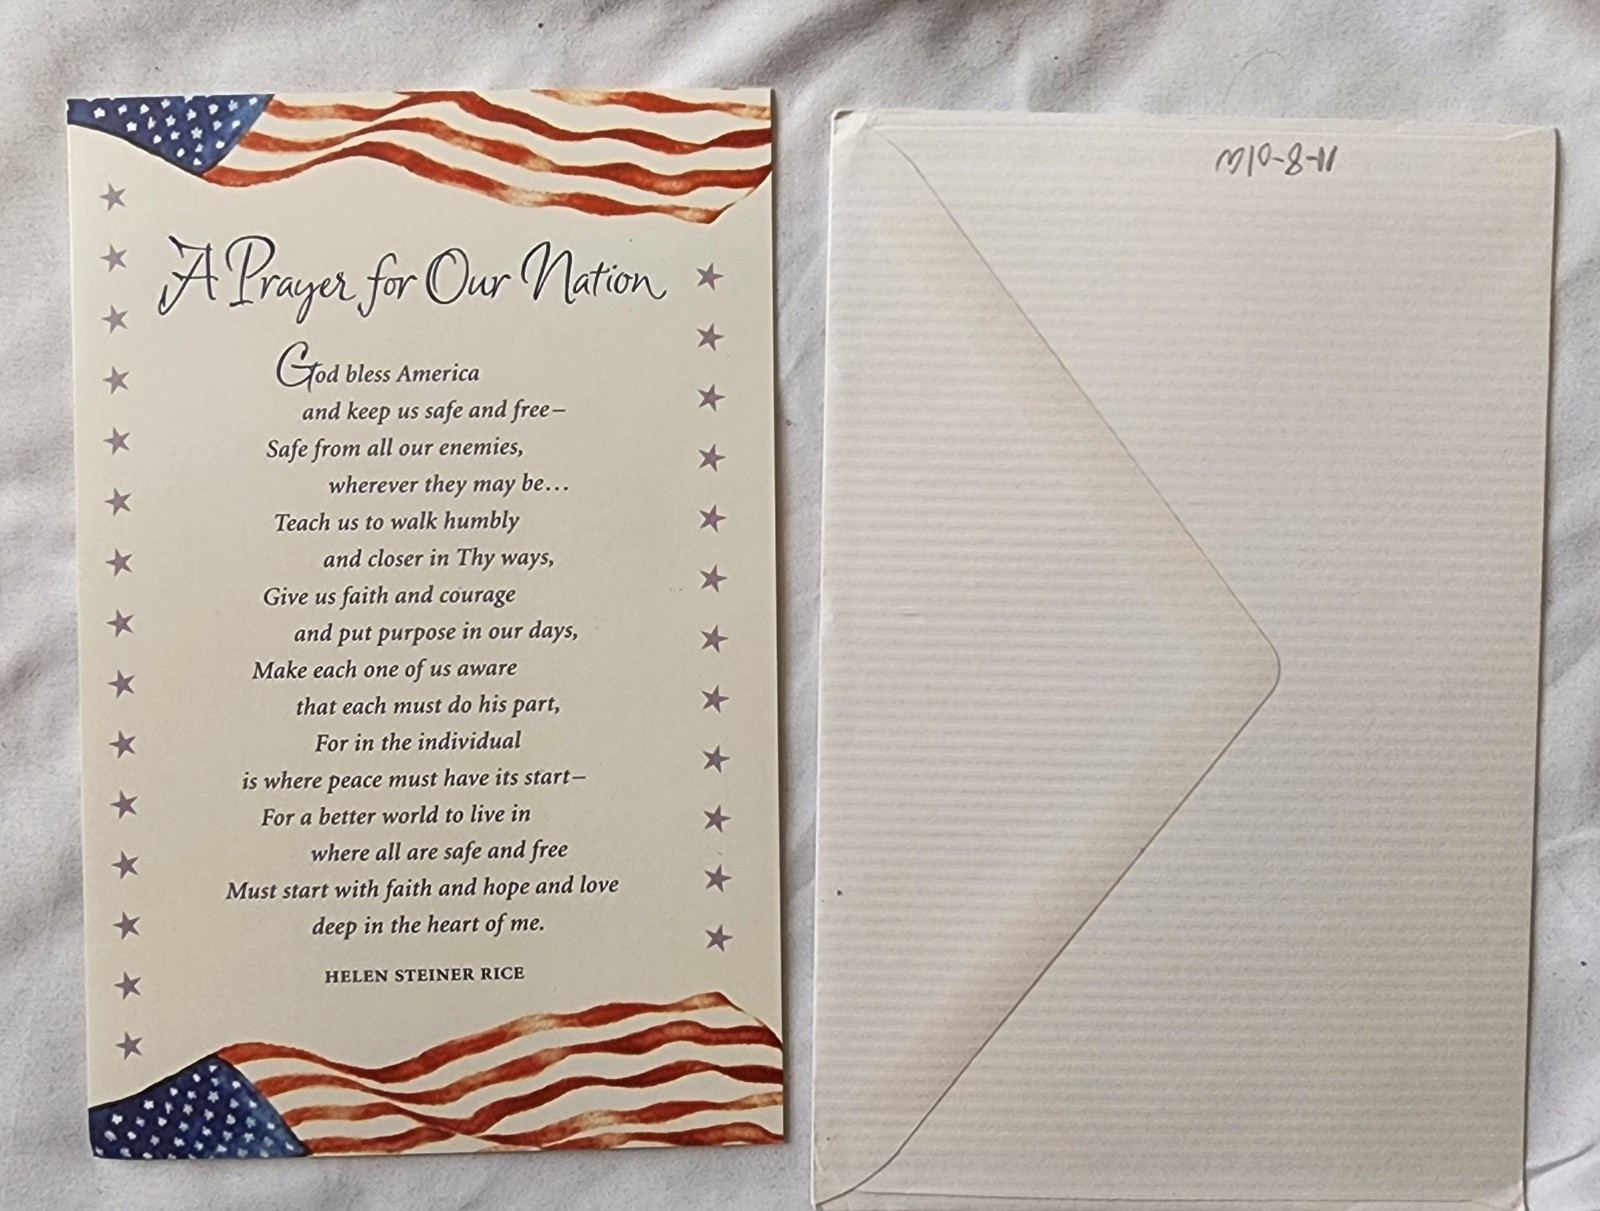 A Prayer for Our Nation
God bless America
and keep us safe and free–
Safe from all our enemies,
wherever they may be...
Teach us to walk humbly
and closer in Thy ways,
Give us faith and courage
and put purpose in our days,
Make each one of us aware
that each must do his part,
For in the individual
is where peace must have its start–
For a better world to live in
where all are safe and free
Must start with faith and hope and love
deep in the heart of me.
HELEN STEINER RICE
11-8-01